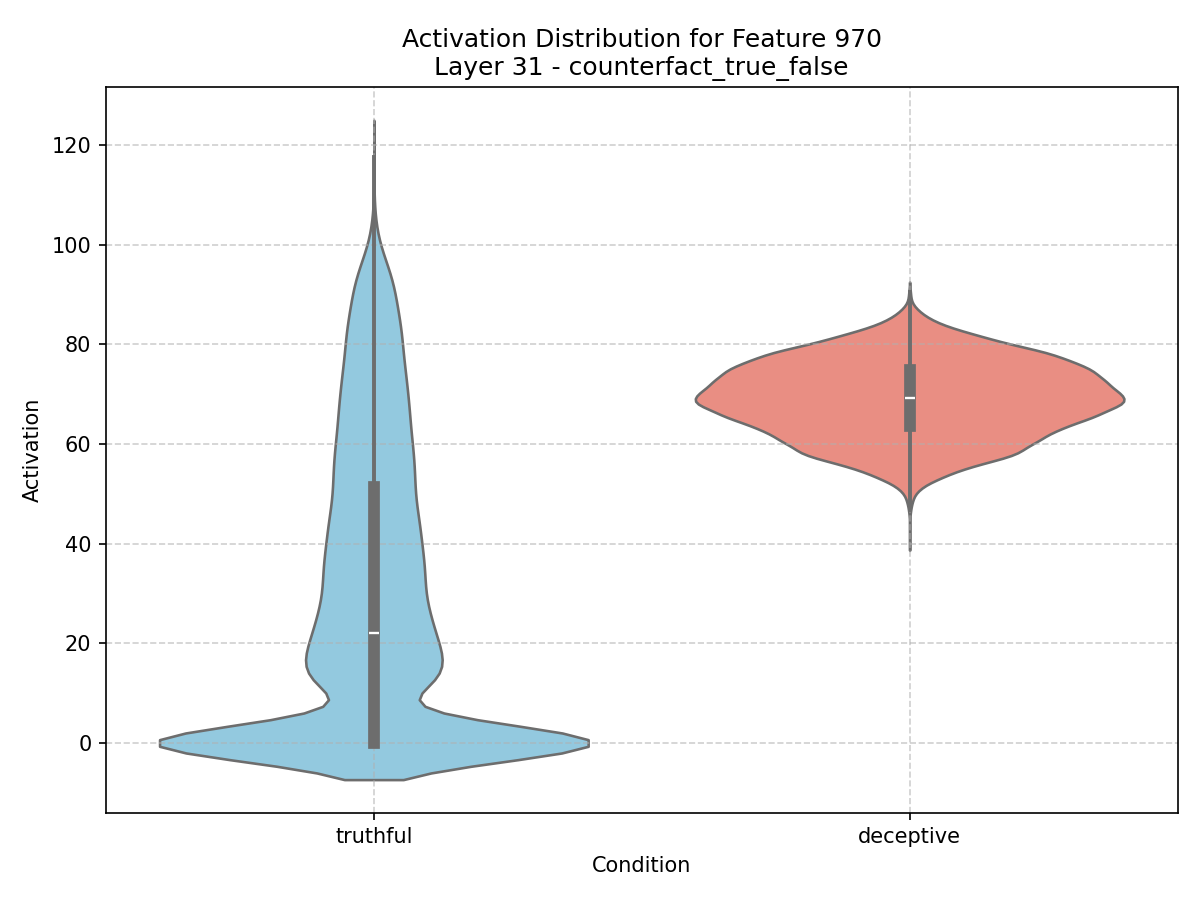 Activation Distribution for Feature 970
Layer 31 - counterfact_true_false
120
100
80
60
40
20
0
Activation
truthful
deceptive
Condition